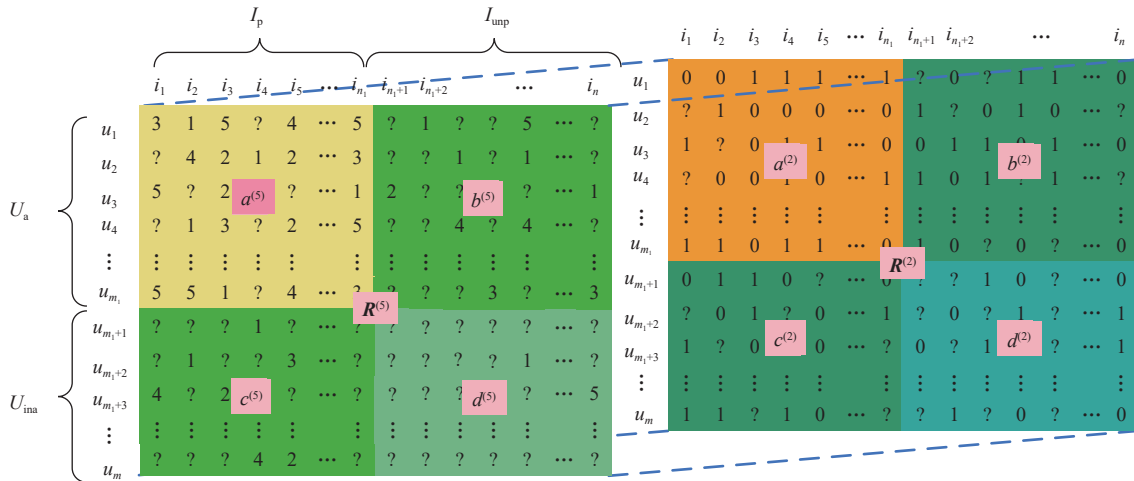 I_p I_unp
i_1 i_2 i_3 i_4 i_5 ⋯ i_{n_1} i_{n_1+1} i_{n_1+2} ⋯ i_n
U_a
u_1 3 1 5 ? 4 ⋯ 5 ? 1 ? ? 5 ⋯ ?
u_2 ? 4 2 1 2 ⋯ 3 ? ? 1 ? 1 ⋯ ?
u_3 5 ? 2 ? ⋯ 1 2 ? ? ⋯ 1
a^(5) b^(5)
u_4 ? 1 3 ? 2 ⋯ 5 ? ? 4 ? 4 ⋯ ?
⋮ ⋮ ⋮ ⋮ ⋮ ⋮ ⋮ ⋮ ⋮ ⋮ ⋮ ⋮ ⋮
u_{m_1} 5 5 1 ? 4 ⋯ ? ? ? 3 ? ⋯ 3
R^(5)
U_ina
u_{m_1+1} ? ? ? 1 ? ⋯ ? ? ? ? ? ? ⋯ ?
u_{m_1+2} ? 1 ? ? 3 ⋯ ? ? ? ? ? 1 ⋯ ?
u_{m_1+3} 4 ? 2 ? ⋯ ? ? ? ? ⋯ 5
c^(5) d^(5)
⋮ ⋮ ⋮ ⋮ ⋮ ⋮ ⋮ ⋮ ⋮ ⋮ ⋮ ⋮ ⋮
u_m ? ? ? 4 2 ⋯ ? ? ? ? ? ? ⋯ ?
i_1 i_2 i_3 i_4 i_5 ⋯ i_{n_1} i_{n_1+1} i_{n_1+2} ⋯ i_n
u_1 0 0 1 1 1 ⋯ 1 ? 0 ? 1 1 ⋯ 0
u_2 ? 1 0 0 0 ⋯ 0 1 ? 0 1 0 ⋯ ?
u_3 1 ? 0 1 1 ⋯ 0 0 1 1 0 1 ⋯ 0
a^(2) b^(2)
u_4 ? 0 0 1 0 ⋯ 1 1 0 1 ? 1 ⋯ ?
⋮ ⋮ ⋮ ⋮ ⋮ ⋮ ⋮ ⋮ ⋮ ⋮ ⋮ ⋮ ⋮
u_{m_1} 1 1 0 1 1 ⋯ 0 1 0 ? 0 ? ⋯ 0
R^(2)
u_{m_1+1} 0 1 1 0 ? ⋯ 0 ? ? 1 0 ? ⋯ 0
u_{m_1+2} ? 0 1 ? 0 ⋯ 1 ? 0 ? 1 ? ⋯ 1
c^(2) d^(2)
u_{m_1+3} 1 ? 0 0 ⋯ ? 0 ? 1 ? ⋯ 1
⋮ ⋮ ⋮ ⋮ ⋮ ⋮ ⋮ ⋮ ⋮ ⋮ ⋮ ⋮ ⋮
u_m 1 1 ? 1 0 ⋯ ? ? 1 ? 0 ? ⋯ 0